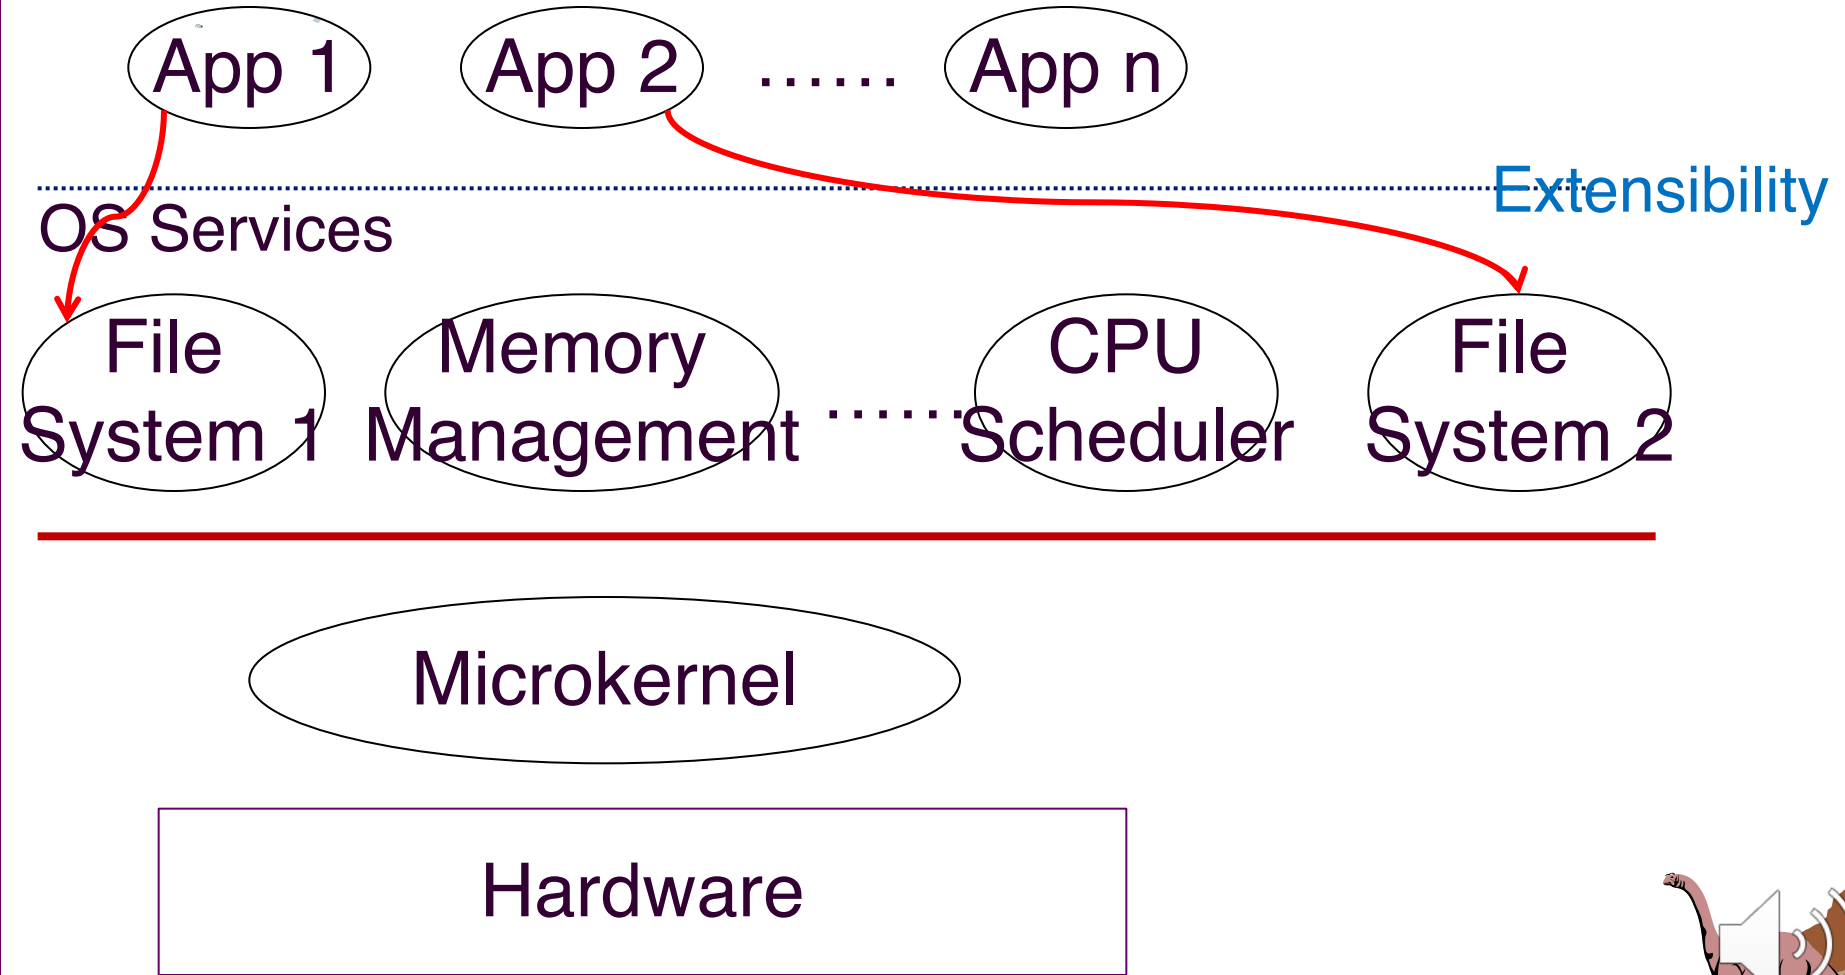 App 1 App 2 ...... App n
Extensibility
OS Services
File Memory CPU File
System 1 Management ...... Scheduler System 2
Microkernel
Hardware